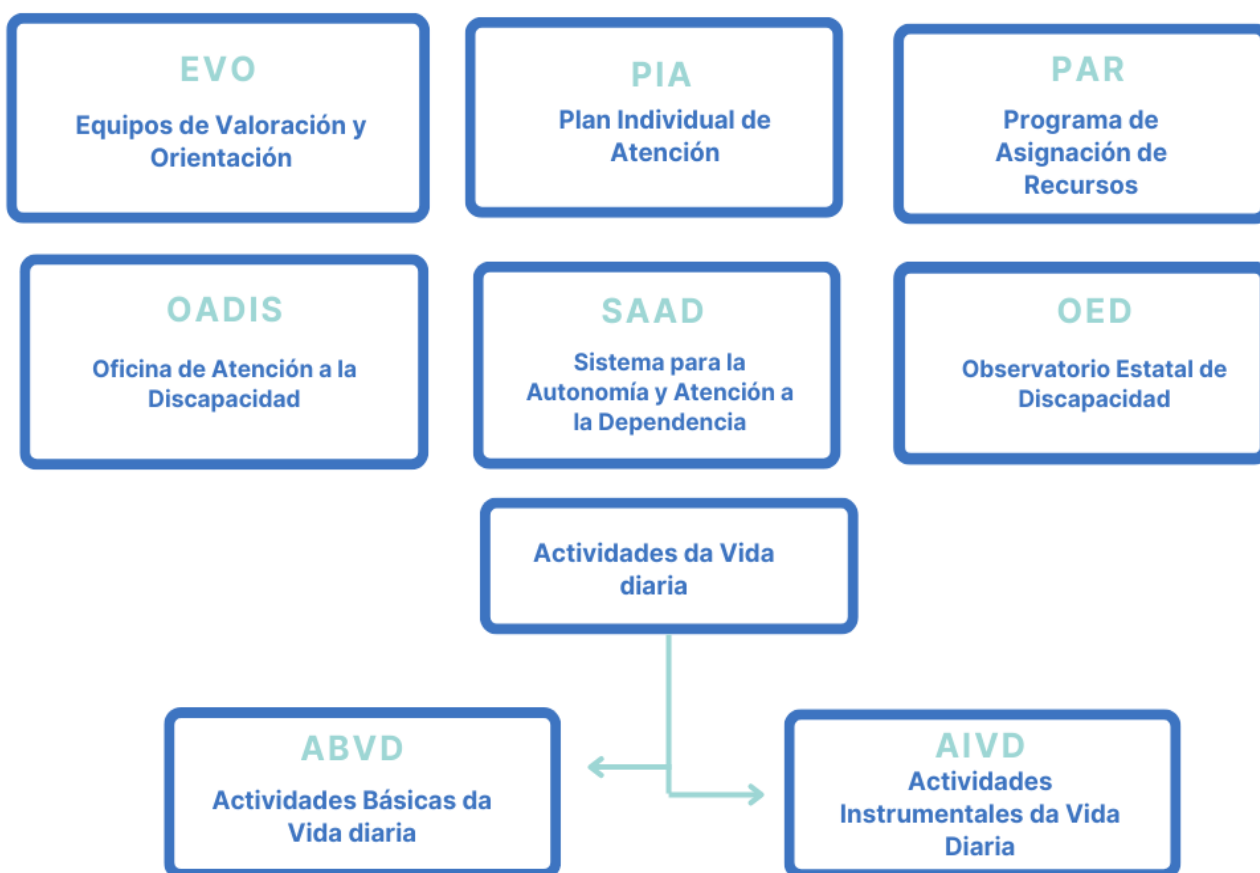 EVO
Equipos de Valoración y
Orientación
PIA
Plan Individual de
Atención
PAR
Programa de
Asignación de
Recursos
OADIS
Oficina de Atención a la
Discapacidad
SAAD
Sistema para la
Autonomía y Atención a
la Dependencia
OED
Observatorio Estatal de
Discapacidad
Actividades da Vida
diaria
ABVD
Actividades Básicas da
Vida diaria
AIVD
Actividades
Instrumentales da Vida
Diaria